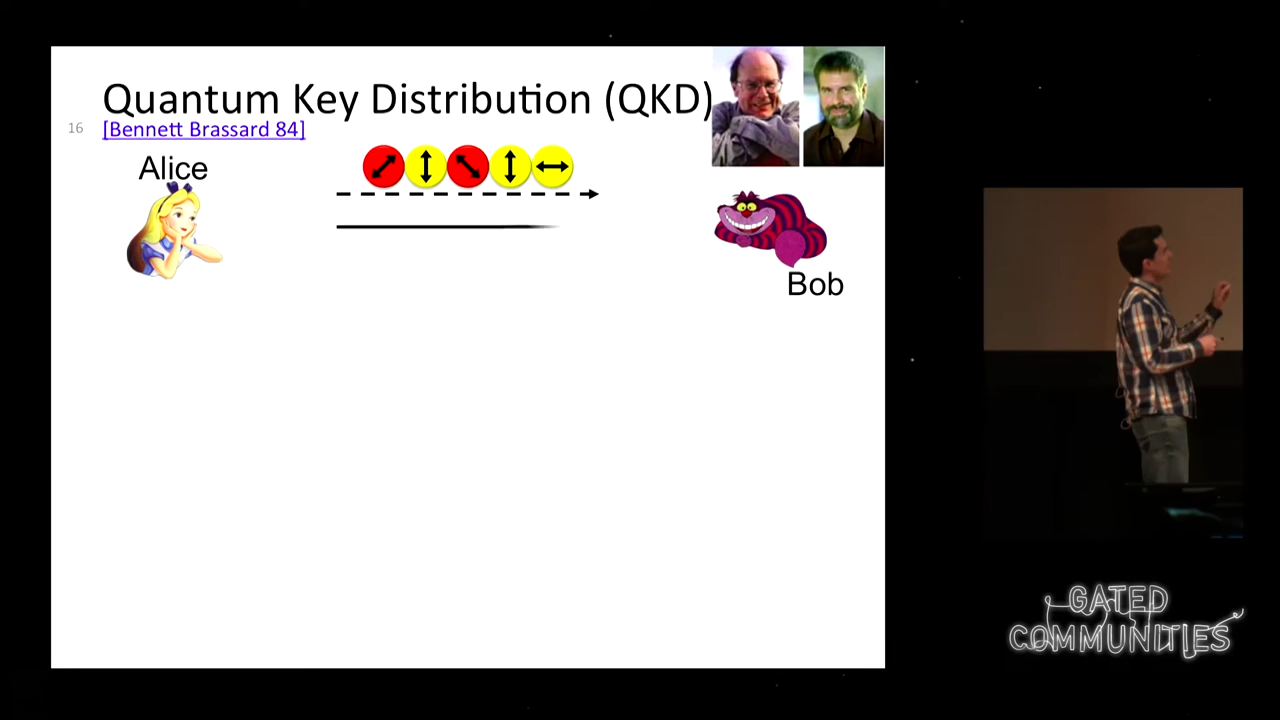 Quantum Key Distribution (QKD)
16
[Bennett Brassard 84]
Alice
Bob
GATED
COMMUNITIES